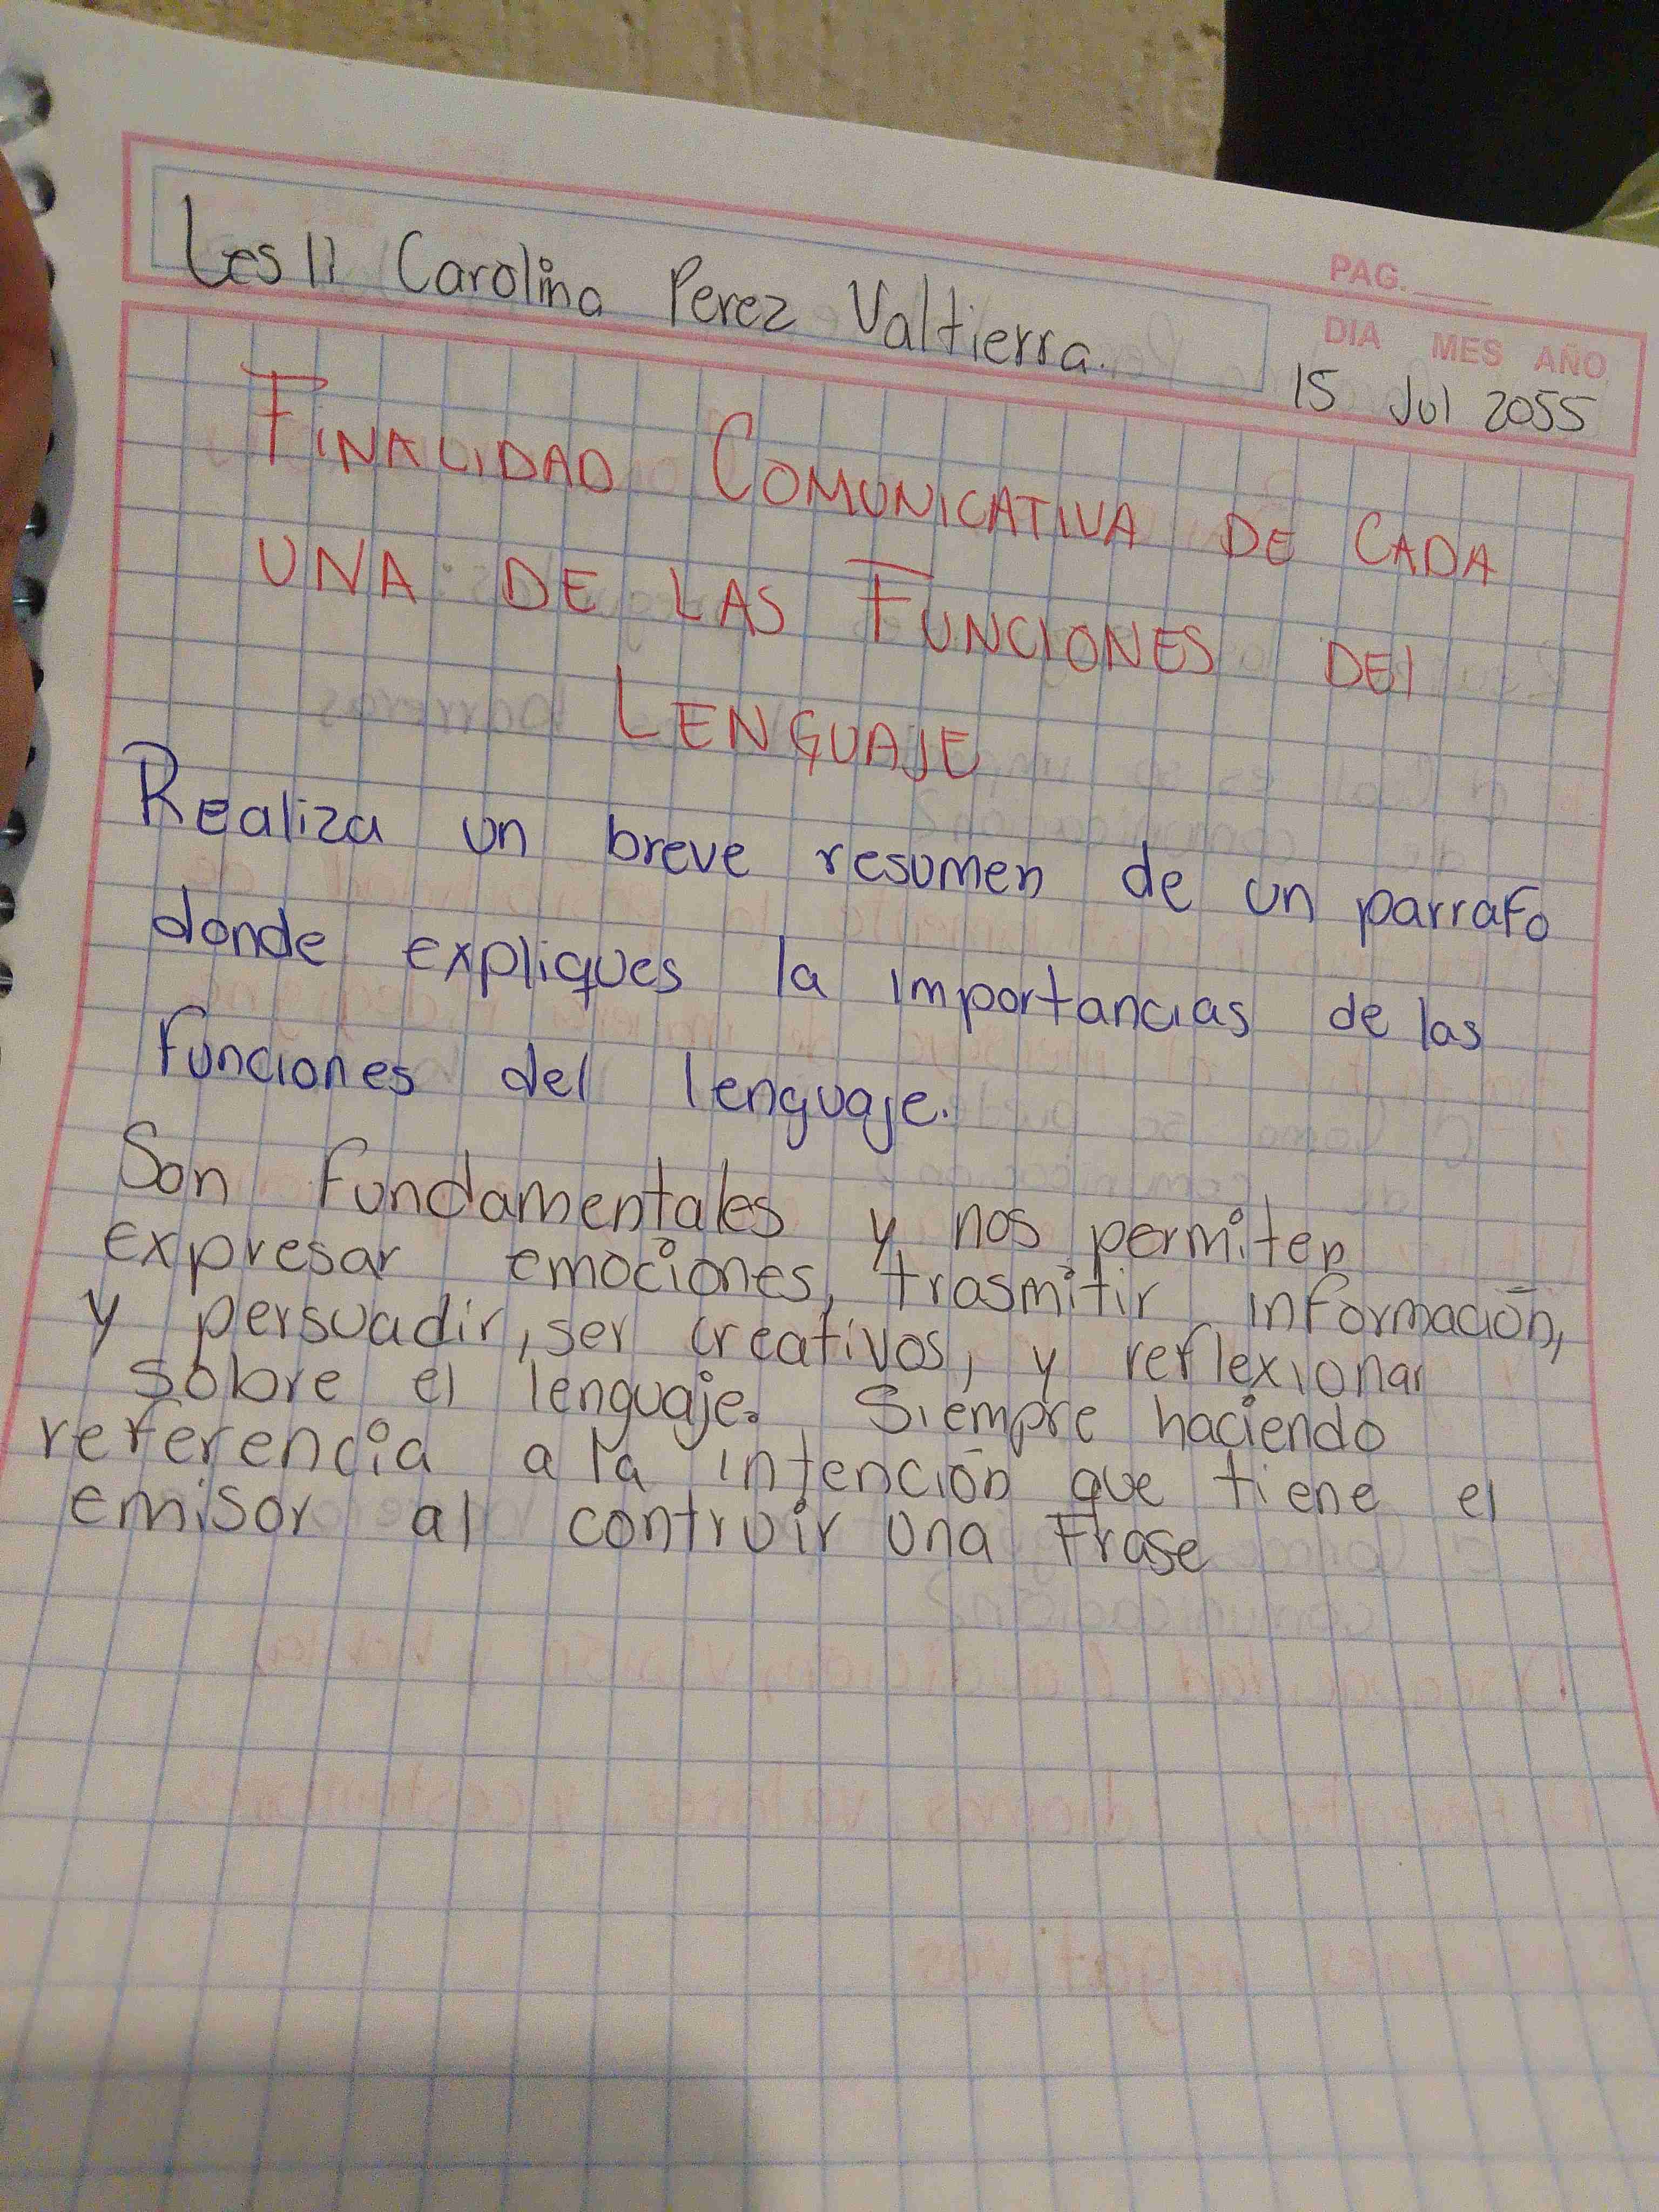 Lesli Carolina Perez Valtierra.
PAG.
DIA MES AÑO
15 Jul 2055
FINALIDAD COMUNICATIVA DE CADA
UNA DE LAS FUNCIONES DEl
LENGUAJE
Realiza un breve resumen de un parrafo
donde expliques la importancias de las
funciones del lenguaje.
Son fundamentales y nos permiten
expresar emociones, trasmitir información,
y persuadir, ser creativos, y reflexionar
sobre el lenguaje. Siempre haciendo
referencia a la intención que tiene el
emisor al contruir una frase